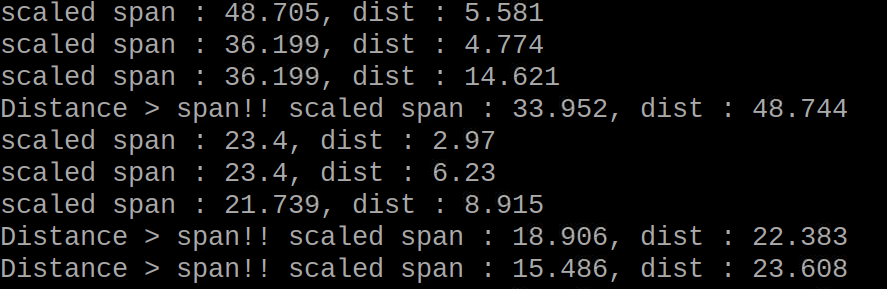 scaled span : 48.705, dist : 5.581
scaled span : 36.199, dist : 4.774
scaled span : 36.199, dist : 14.621
Distance > span!! scaled span : 33.952, dist : 48.744
scaled span : 23.4, dist : 2.97
scaled span : 23.4, dist : 6.23
scaled span : 21.739, dist : 8.915
Distance > span!! scaled span : 18.906, dist : 22.383
Distance > span!! scaled span : 15.486, dist : 23.608